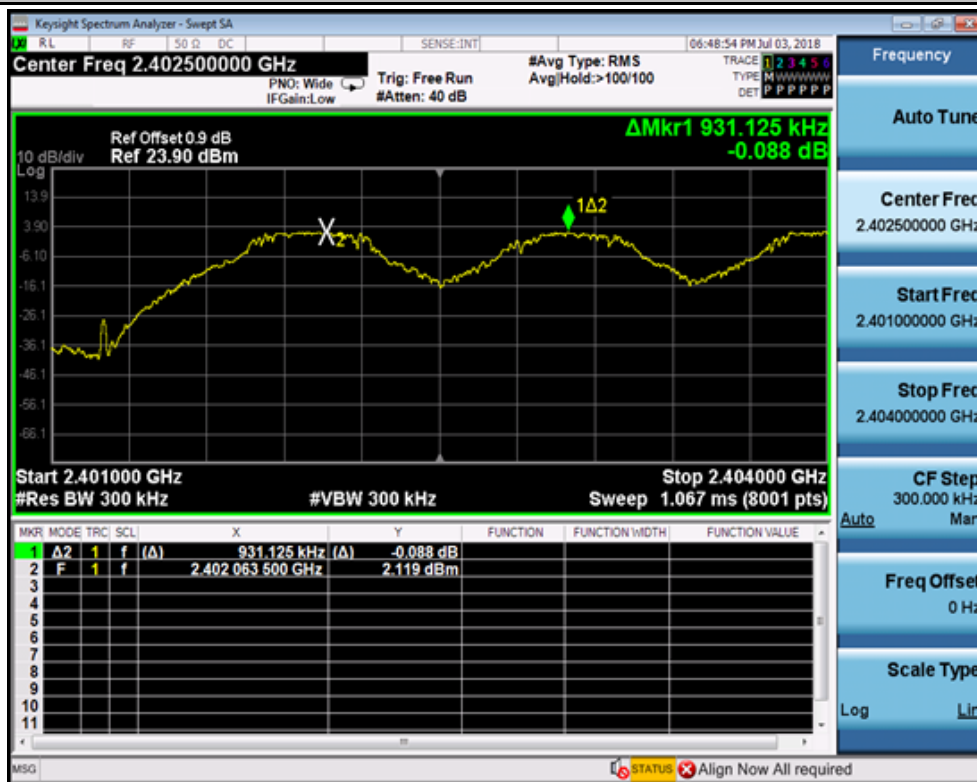 Keysight Spectrum Analyzer - Swept SA
RL RF 50 Ω DC SENSE:INT 06:48:54 PM Jul 03, 2018
Center Freq 2.402500000 GHz
PNO: Wide
IFGain:Low
Trig: Free Run
#Atten: 40 dB
#Avg Type: RMS
Avg|Hold:>100/100
TRACE 1 2 3 4 5 6
TYPE M W W W W W
DET P P P P P P
ΔMkr1 931.125 kHz
-0.088 dB
Ref Offset 0.9 dB
10 dB/div Ref 23.90 dBm
Log
13.9
3.90
-6.10
-16.1
-26.1
-36.1
-46.1
-56.1
-66.1
1Δ2
2
Start 2.401000 GHz Stop 2.404000 GHz
#Res BW 300 kHz #VBW 300 kHz Sweep 1.067 ms (8001 pts)
MKR MODE TRC SCL X Y FUNCTION FUNCTION WIDTH FUNCTION VALUE
1 Δ2 1 f (Δ) 931.125 kHz (Δ) -0.088 dB
2 F 1 f 2.402 063 500 GHz 2.119 dBm
3
4
5
6
7
8
9
10
11
MSG STATUS Align Now All required
Frequency
Auto Tune
Center Freq
2.402500000 GHz
Start Freq
2.401000000 GHz
Stop Freq
2.404000000 GHz
CF Step
300.000 kHz
Auto Man
Freq Offset
0 Hz
Scale Type
Log Lin